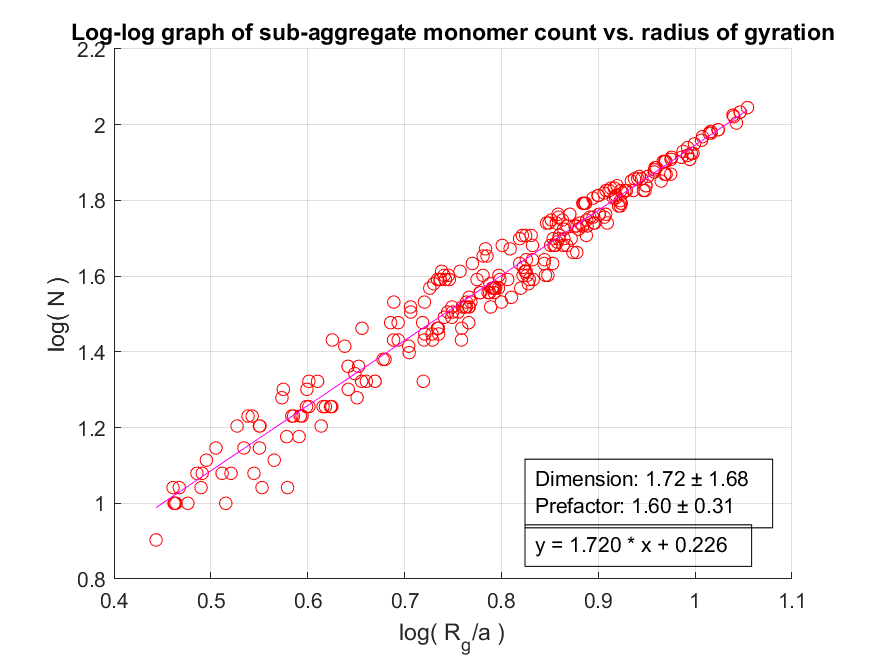 Log-log graph of sub-aggregate monomer count vs. radius of gyration
2.2
2
1.8
1.6
1.4
1.2
1
0.8
log( N )
Dimension: 1.72 ± 1.68
Prefactor: 1.60 ± 0.31
y = 1.720 * x + 0.226
0.4 0.5 0.6 0.7 0.8 0.9 1 1.1
log( R_g/a )